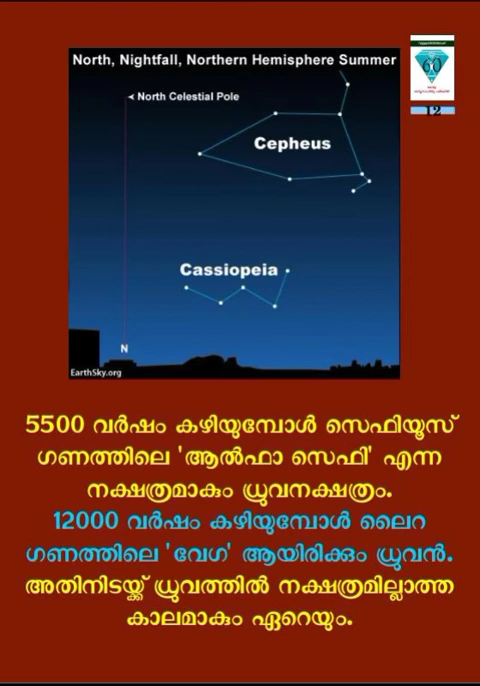 North, Nightfall, Northern Hemisphere Summer
60
12
North Celestial Pole
Cepheus
Cassiopeia
N
EarthSky.org
5500 വർഷം കഴിയുമ്പോൾ സെഫിയൂസ്
ഗണത്തിലെ 'ആൽഫാ സെഫി' എന്ന
നക്ഷത്രമാകും ധ്രുവനക്ഷത്രം.
12000 വർഷം കഴിയുമ്പോൾ ലൈറ
ഗണത്തിലെ 'വേഗ' ആയിരിക്കും ധ്രുവൻ.
അതിനിടയ്ക്ക് ധ്രുവത്തിൽ നക്ഷത്രമില്ലാത്ത
കാലമാകും ഏറെയും.